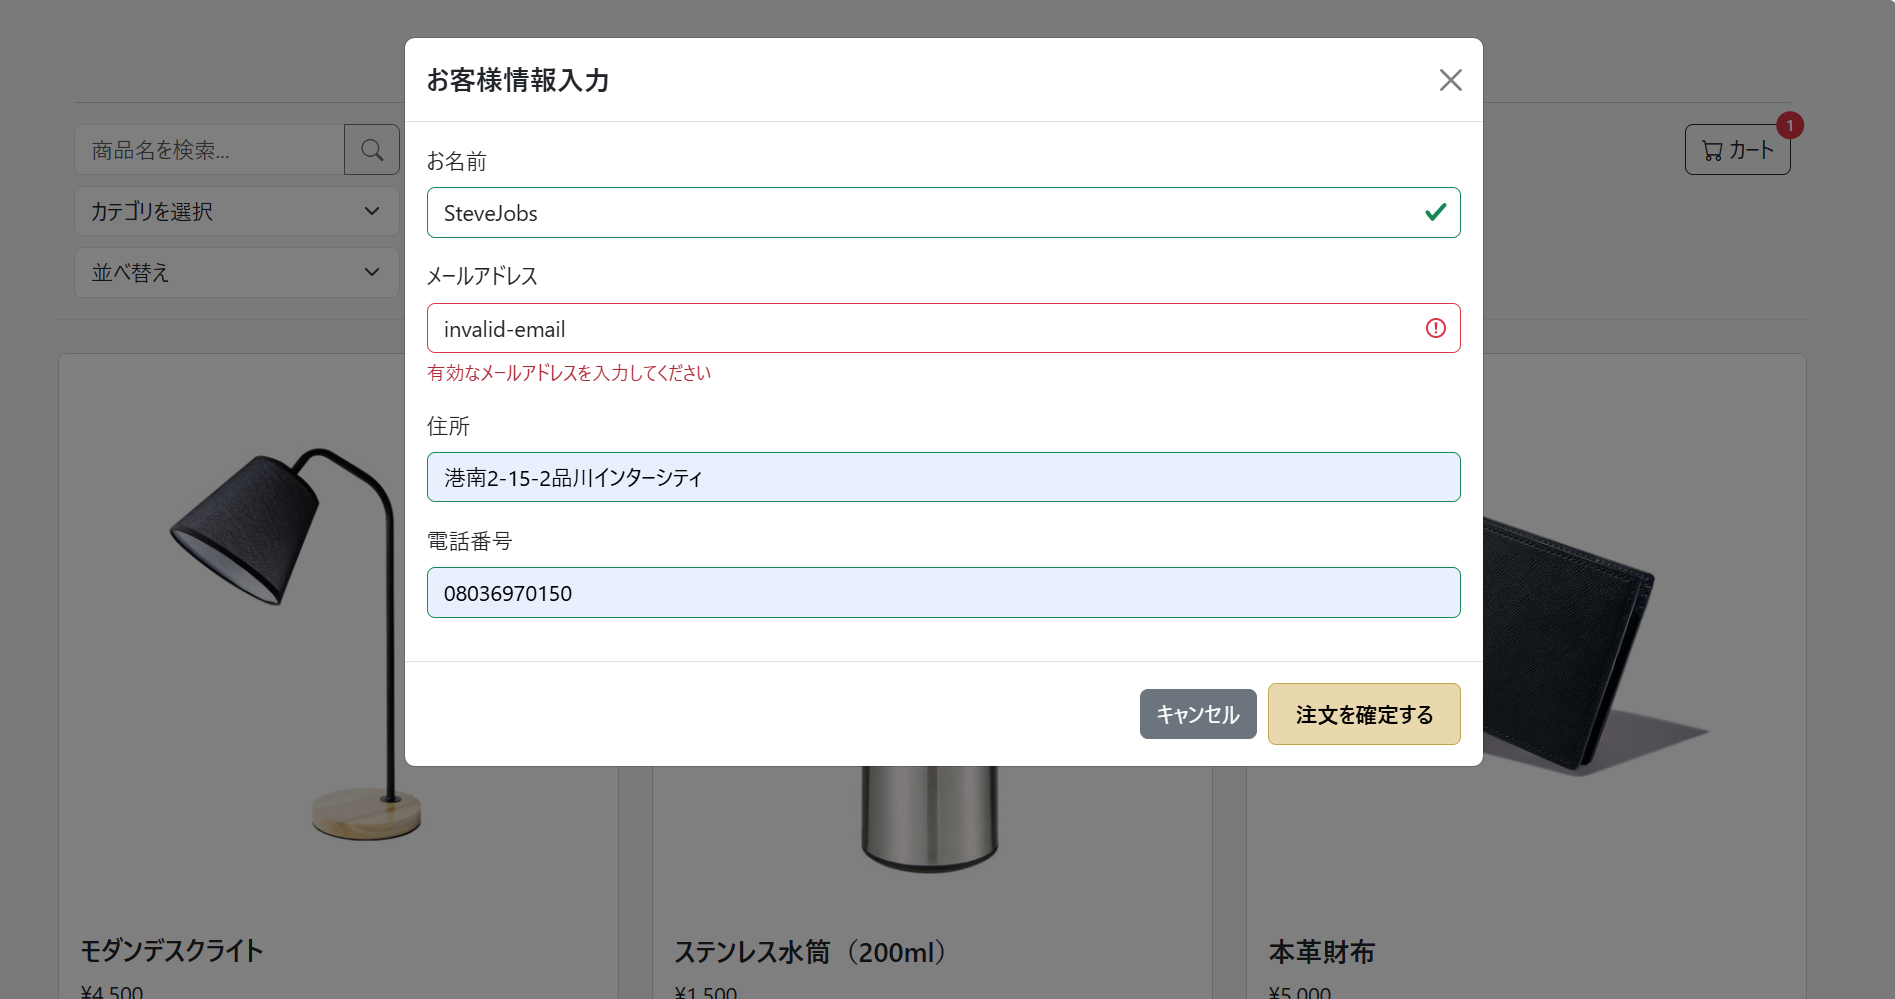 お客様情報入力
お名前
SteveJobs
メールアドレス
invalid-email
有効なメールアドレスを入力してください
住所
港南2-15-2品川インターシティ
電話番号
08036970150
キャンセル
注文を確定する
商品名を検索...
カテゴリを選択
並べ替え
1
カート
モダンデスクライト
¥4,500
ステンレス水筒（200ml）
¥1,500
本革財布
¥5,000